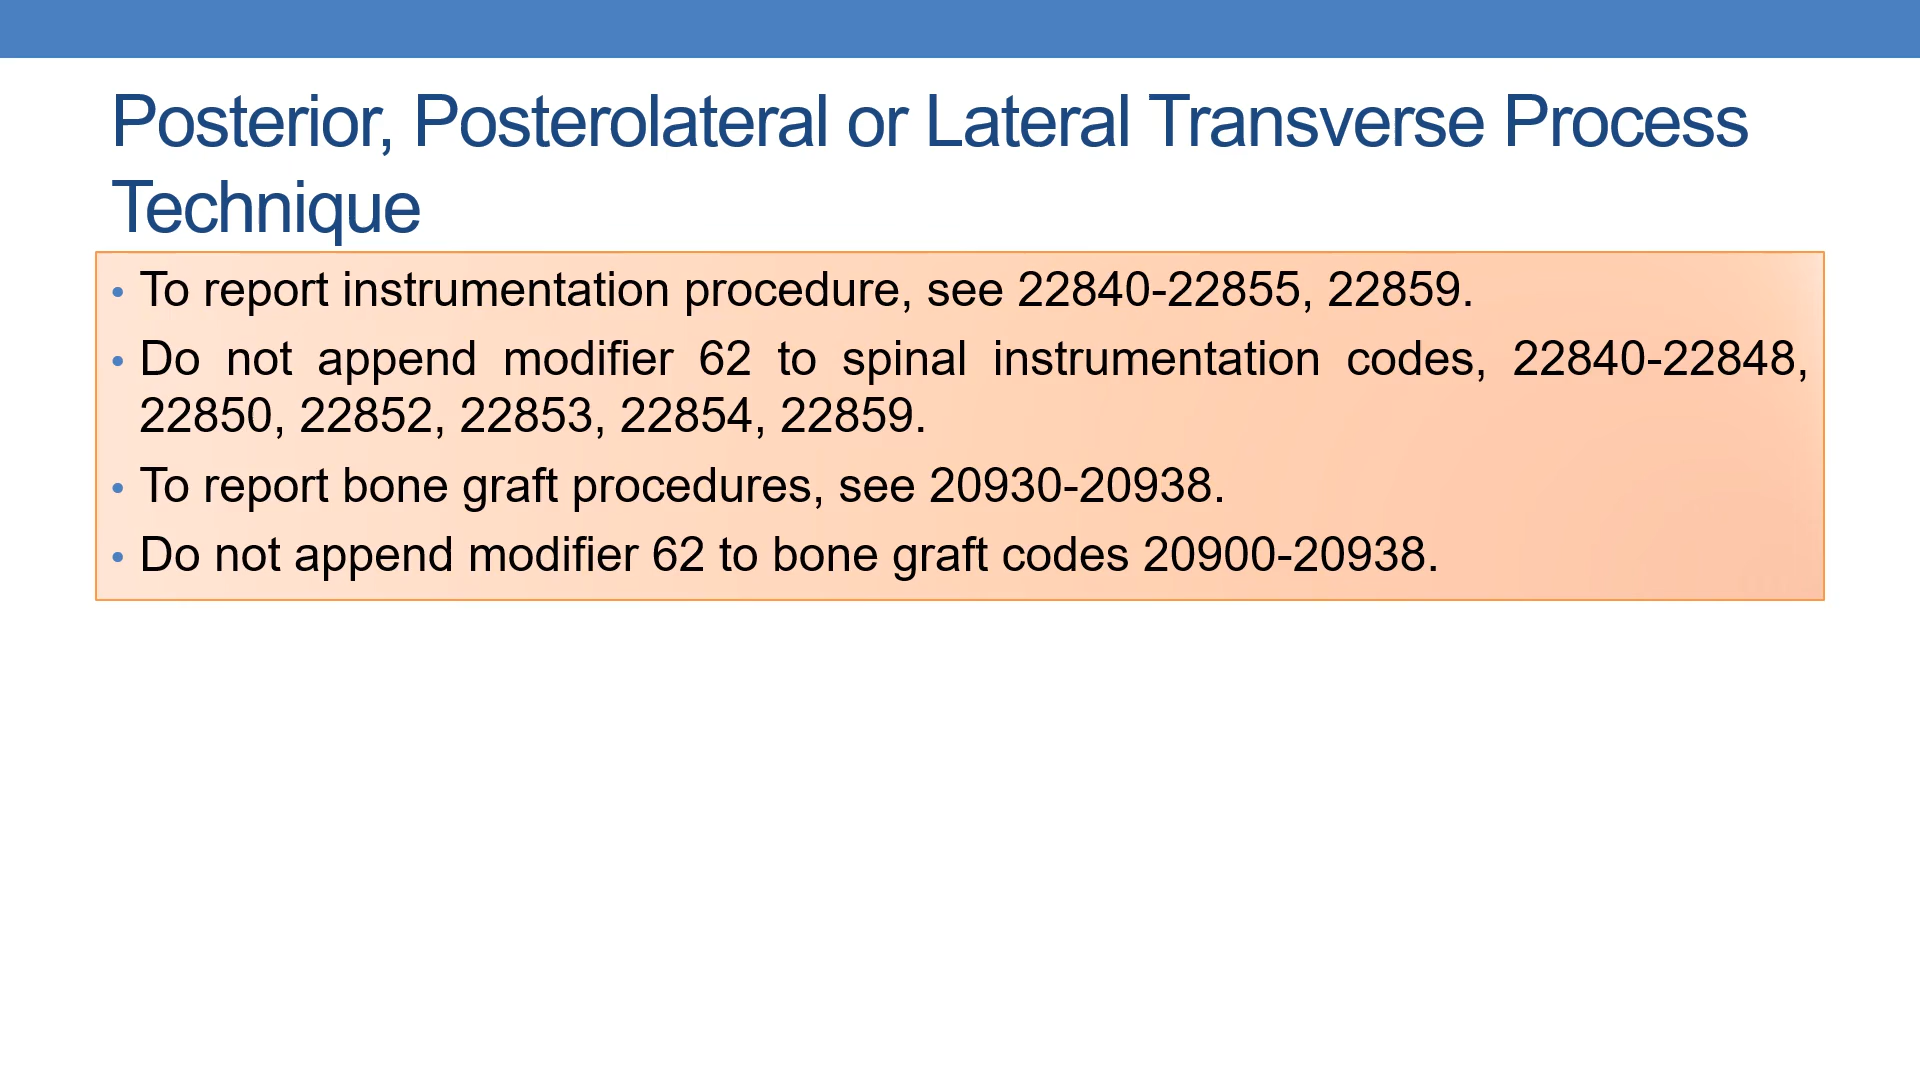 Posterior, Posterolateral or Lateral Transverse Process
Technique
• To report instrumentation procedure, see 22840-22855, 22859.
• Do not append modifier 62 to spinal instrumentation codes, 22840-22848,
22850, 22852, 22853, 22854, 22859.
• To report bone graft procedures, see 20930-20938.
• Do not append modifier 62 to bone graft codes 20900-20938.